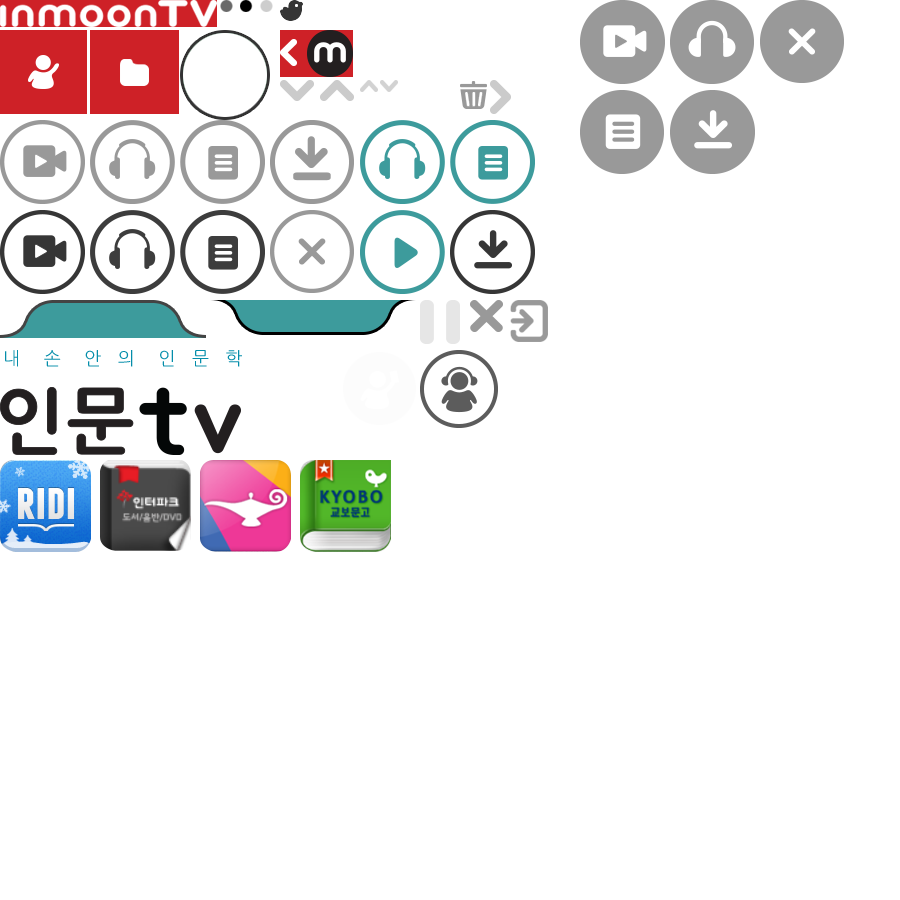 inmoonTV
m
내 손 안의 인문학
인문tv
RIDI
인터파크
도서/음반/DVD
KYOBO
교보문고